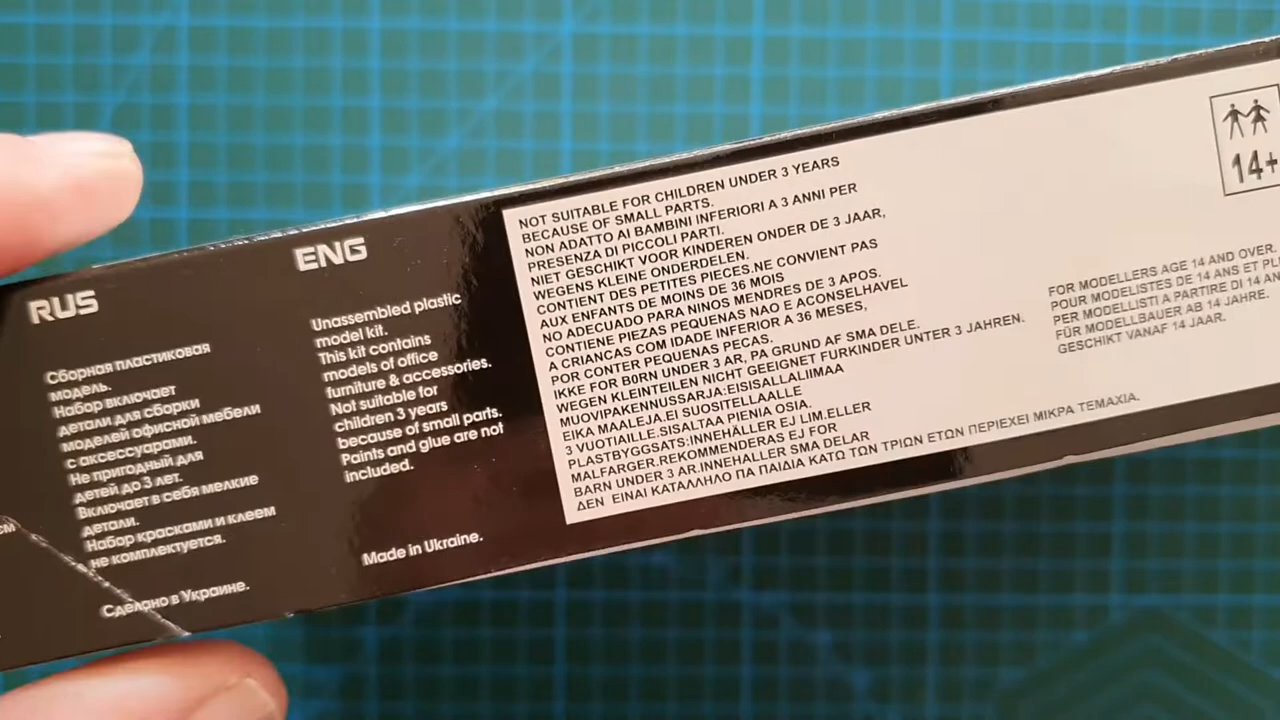 RUS
Сборная пластиковая
модель.
Набор включает
детали для сборки
моделей офисной мебели
с аксессуарами.
Не пригодный для
детей до 3 лет.
Включает в себя мелкие
детали.
Набор красками и клеем
не комплектуется.
Сделано в Украине.
ENG
Unassembled plastic
model kit.
This kit contains
models of office
furniture & accessories.
Not suitable for
children 3 years
because of small parts.
Paints and glue are not
included.
Made in Ukraine.
NOT SUITABLE FOR CHILDREN UNDER 3 YEARS
BECAUSE OF SMALL PARTS.
NON ADATTO AI BAMBINI INFERIORI A 3 ANNI PER
PRESENZA DI PICCOLI PARTI.
NIET GESCHIKT VOOR KINDEREN ONDER DE 3 JAAR,
WEGENS KLEINE ONDERDELEN.
CONTIENT DES PETITES PIECES.NE CONVIENT PAS
AUX ENFANTS DE MOINS DE 36 MOIS
NO ADECUADO PARA NINOS MENDRES DE 3 APOS.
CONTIENE PIEZAS PEQUENAS NAO E ACONSELHAVEL
A CRIANCAS COM IDADE INFERIOR A 36 MESES,
POR CONTER PEQUENAS PECAS.
IKKE FOR B0RN UNDER 3 AR, PA GRUND AF SMA DELE.
WEGEN KLEINTEILEN NICHT GEEIGNET FURKINDER UNTER 3 JAHREN.
MUOVIPAKENNUSSARJA:EISISALLALIIMAA
EIKA MAALEJA.EI SUOSITELLAALLE
3 VUOTIAILLE.SISALTAA PIENIA OSIA.
PLASTBYGGSATS:INNEHÄLLER EJ LIM.ELLER
MALFARGER.REKOMMENDERAS EJ FOR
BARN UNDER 3 AR.INNEHALLER SMA DELAR
ΔΕΝ ΕΙΝΑΙ ΚΑΤΑΛΛΗΛΟ ΠΑ ΠΑΙΔΙΑ ΚΑΤΩ ΤΩΝ ΤΡΙΩΝ ΕΤΩΝ ΠΕΡΙΕΧΕΙ ΜΙΚΡΑ ΤΕΜΑΧΙΑ.
14+
FOR MODELLERS AGE 14 AND OVER.
POUR MODELISTES DE 14 ANS ET
PER MODELLISTI A PARTIRE DI 14
FÜR MODELLBAUER AB 14 JAHRE.
GESCHIKT VANAF 14 JAAR.